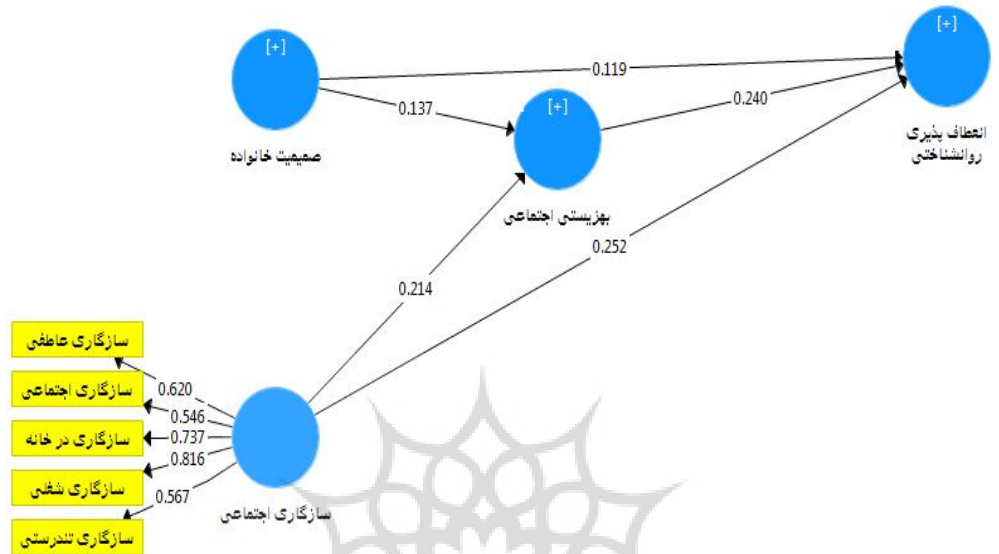 [+]
[+]
0.119
0.137
[+]
0.240
انعطاف پذیری
روانشناختی
صمیمیت خانواده
بهزیستی اجتماعی
0.252
0.214
سازگاری عاطفی
0.620
سازگاری اجتماعی
0.546
سازگاری در خانه
0.737
0.816
سازگاری شغلی
0.567
سازگاری اجتماعی
سازگاری تندرستی